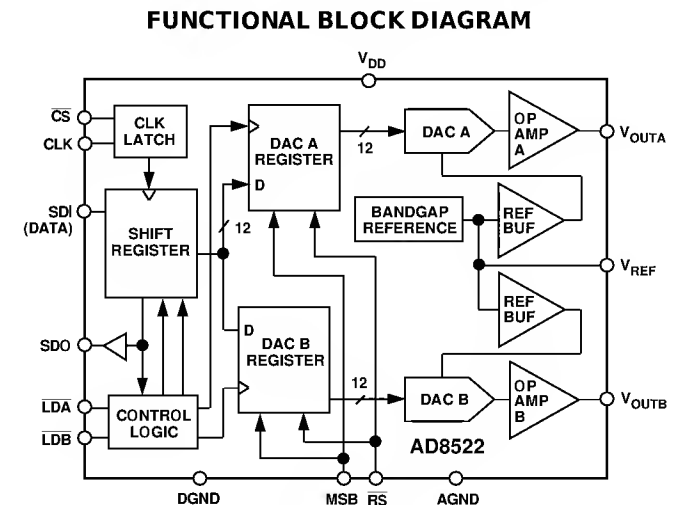 FUNCTIONAL BLOCK DIAGRAM
VDD
CS
CLK
CLK
LATCH
DAC A
REGISTER
D
12
DAC A
OP
AMP
A
VOUTA
SDI
(DATA)
SHIFT
REGISTER
12
BANDGAP
REFERENCE
REF
BUF
VREF
REF
BUF
SDO
D
DAC B
REGISTER
12
DAC B
OP
AMP
B
VOUTB
LDA
LDB
CONTROL
LOGIC
AD8522
DGND
MSB
RS
AGND